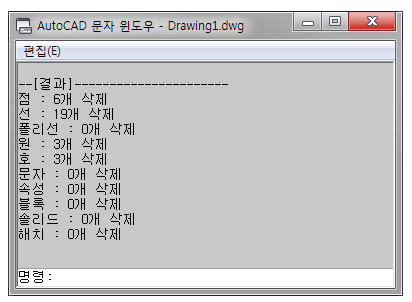 AutoCAD 문자 윈도우 - Drawing1.dwg
편집(E)
--[결과]----------------------
점 : 6개 삭제
선 : 19개 삭제
폴리선 : 0개 삭제
원 : 3개 삭제
호 : 3개 삭제
문자 : 0개 삭제
속성 : 0개 삭제
블록 : 0개 삭제
솔리드 : 0개 삭제
해치 : 0개 삭제
명령: